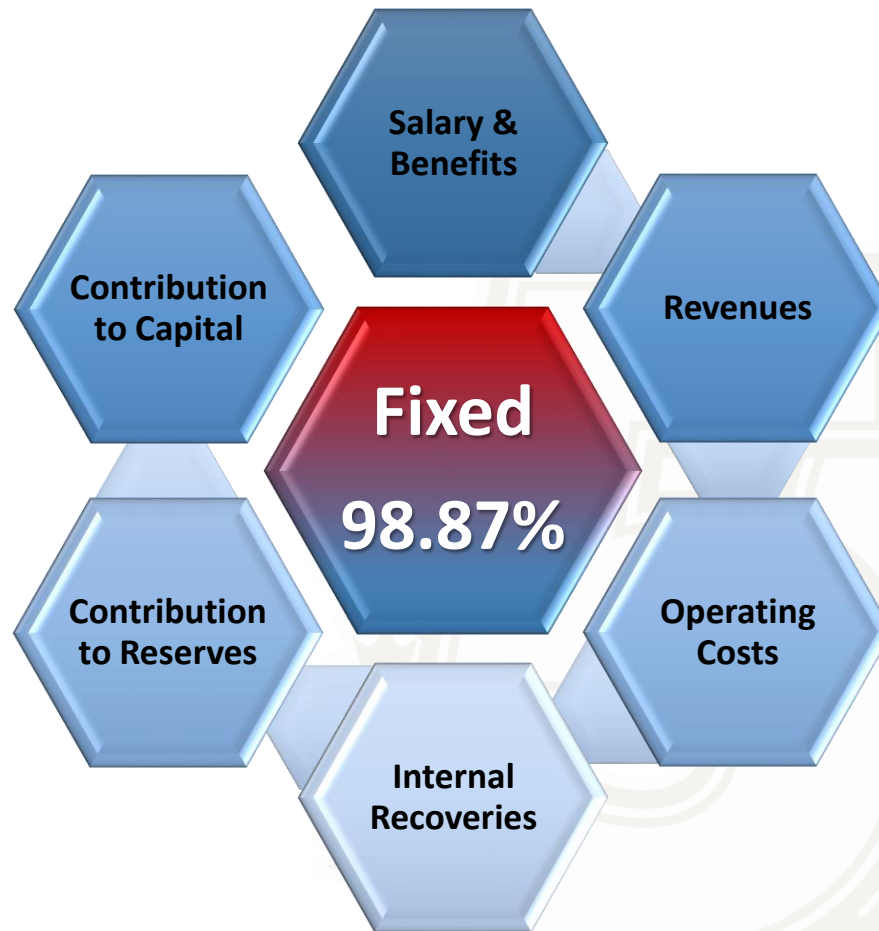 Salary &
Benefits
Revenues
Operating
Costs
Internal
Recoveries
Contribution
to Reserves
Contribution
to Capital
Fixed
98.87%